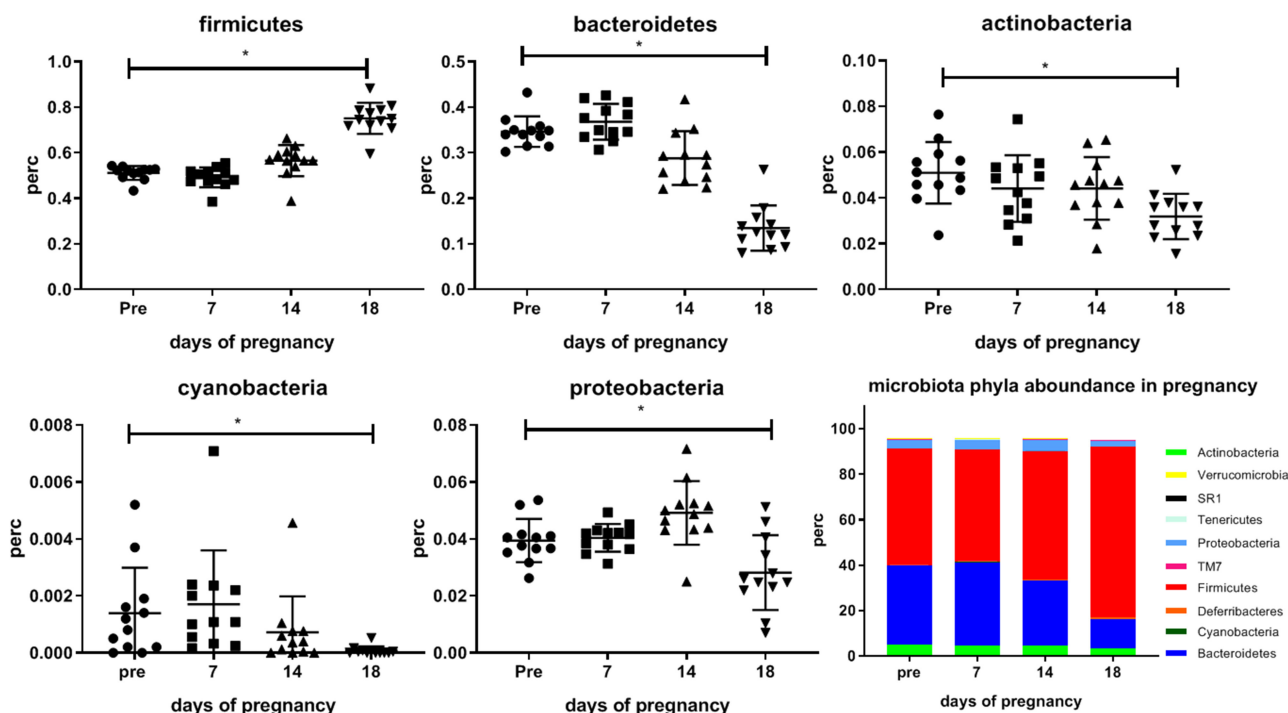 firmicutes
*
1.0
0.8
0.6
0.4
0.2
0.0
perc
Pre 7 14 18
days of pregnancy
bacteroidetes
*
0.5
0.4
0.3
0.2
0.1
0.0
perc
Pre 7 14 18
days of pregnancy
actinobacteria
*
0.10
0.08
0.06
0.04
0.02
0.00
perc
Pre 7 14 18
days of pregnancy
cyanobacteria
*
0.008
0.006
0.004
0.002
0.000
perc
pre 7 14 18
days of pregnancy
proteobacteria
*
0.08
0.06
0.04
0.02
0.00
perc
Pre 7 14 18
days of pregnancy
microbiota phyla aboundance in pregnancy
100
80
60
40
20
0
perc
pre 7 14 18
days of pregnancy
Actinobacteria
Verrucomicrobia
SR1
Tenericutes
Proteobacteria
TM7
Firmicutes
Deferribacteres
Cyanobacteria
Bacteroidetes